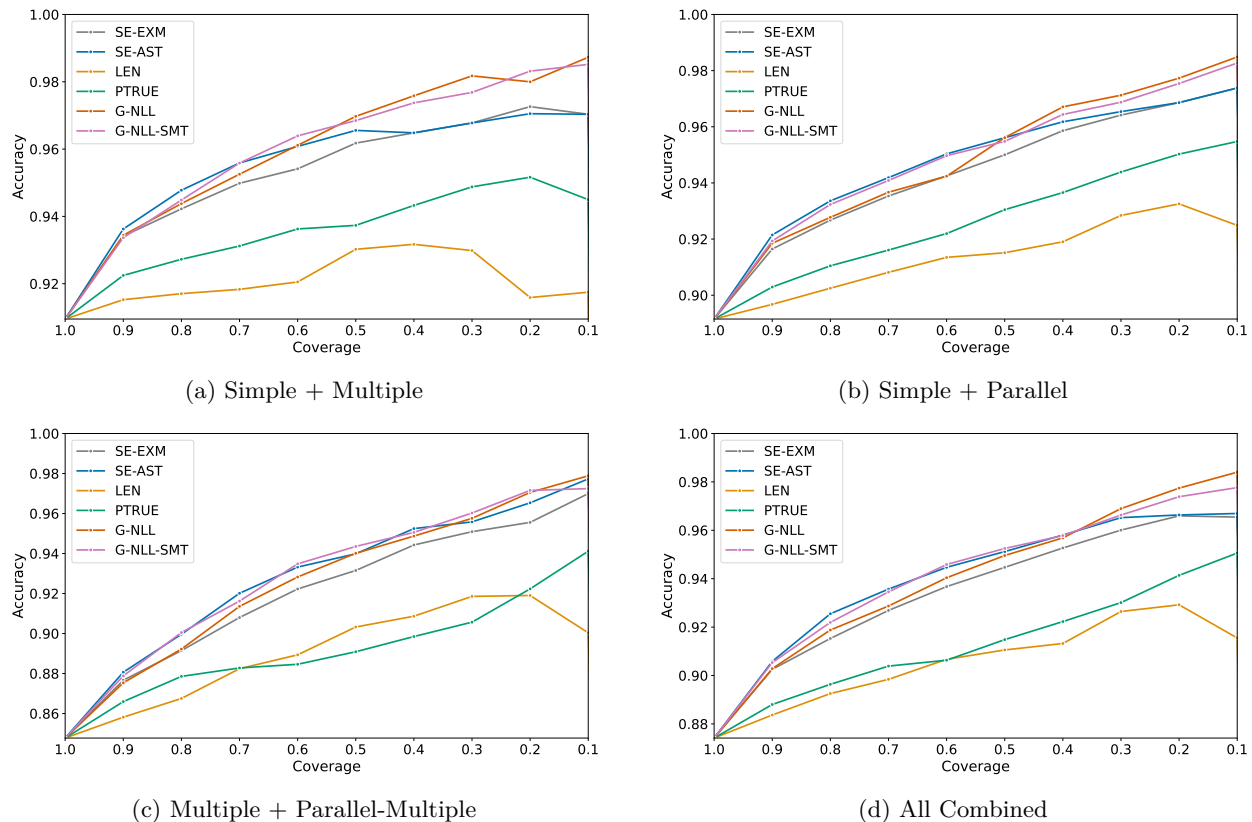 1.00
0.98
0.96
0.94
0.92
Accuracy
SE-EXM
SE-AST
LEN
PTRUE
G-NLL
G-NLL-SMT
1.0 0.9 0.8 0.7 0.6 0.5 0.4 0.3 0.2 0.1
Coverage
(a) Simple + Multiple
1.00
0.98
0.96
0.94
0.92
0.90
Accuracy
SE-EXM
SE-AST
LEN
PTRUE
G-NLL
G-NLL-SMT
1.0 0.9 0.8 0.7 0.6 0.5 0.4 0.3 0.2 0.1
Coverage
(b) Simple + Parallel
1.00
0.98
0.96
0.94
0.92
0.90
0.88
0.86
Accuracy
SE-EXM
SE-AST
LEN
PTRUE
G-NLL
G-NLL-SMT
1.0 0.9 0.8 0.7 0.6 0.5 0.4 0.3 0.2 0.1
Coverage
(c) Multiple + Parallel-Multiple
1.00
0.98
0.96
0.94
0.92
0.90
0.88
Accuracy
SE-EXM
SE-AST
LEN
PTRUE
G-NLL
G-NLL-SMT
1.0 0.9 0.8 0.7 0.6 0.5 0.4 0.3 0.2 0.1
Coverage
(d) All Combined